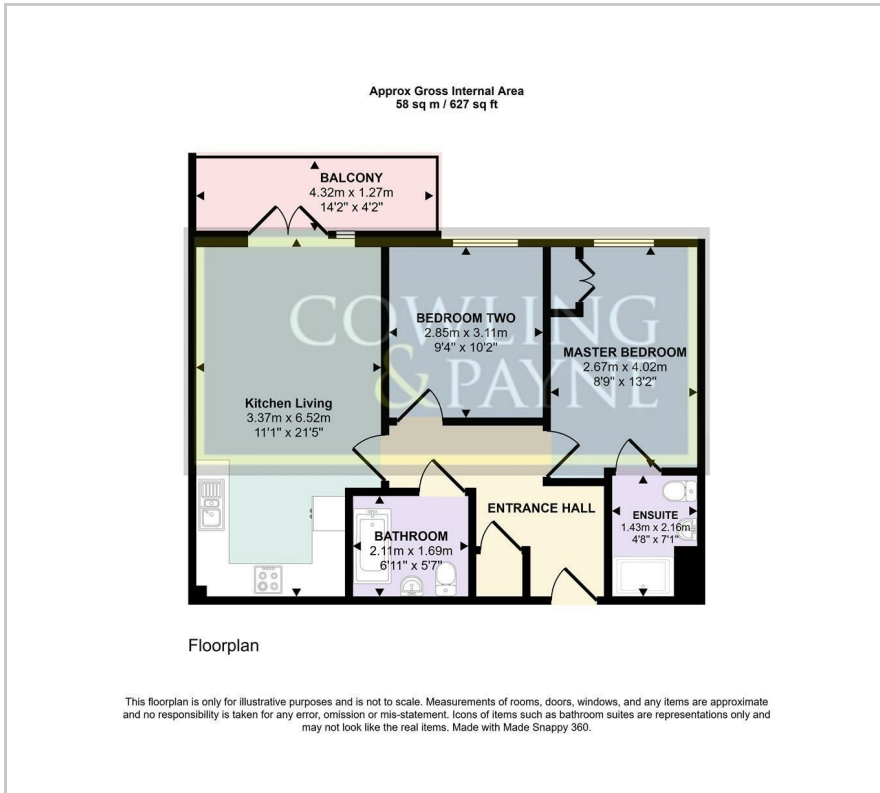 Approx Gross Internal Area
58 sq m / 627 sq ft
BALCONY
4.32m x 1.27m
14'2" x 4'2"
COWLING
& PAYNE
BEDROOM TWO
2.85m x 3.11m
9'4" x 10'2"
MASTER BEDROOM
2.67m x 4.02m
8'9" x 13'2"
Kitchen Living
3.37m x 6.52m
11'1" x 21'5"
ENTRANCE HALL
ENSUITE
1.43m x 2.16m
4'8" x 7'1"
BATHROOM
2.11m x 1.69m
6'11" x 5'7"
Floorplan
This floorplan is only for illustrative purposes and is not to scale. Measurements of rooms, doors, windows, and any items are approximate
and no responsibility is taken for any error, omission or mis-statement. Icons of items such as bathroom suites are representations only and
may not look like the real items. Made with Made Snappy 360.